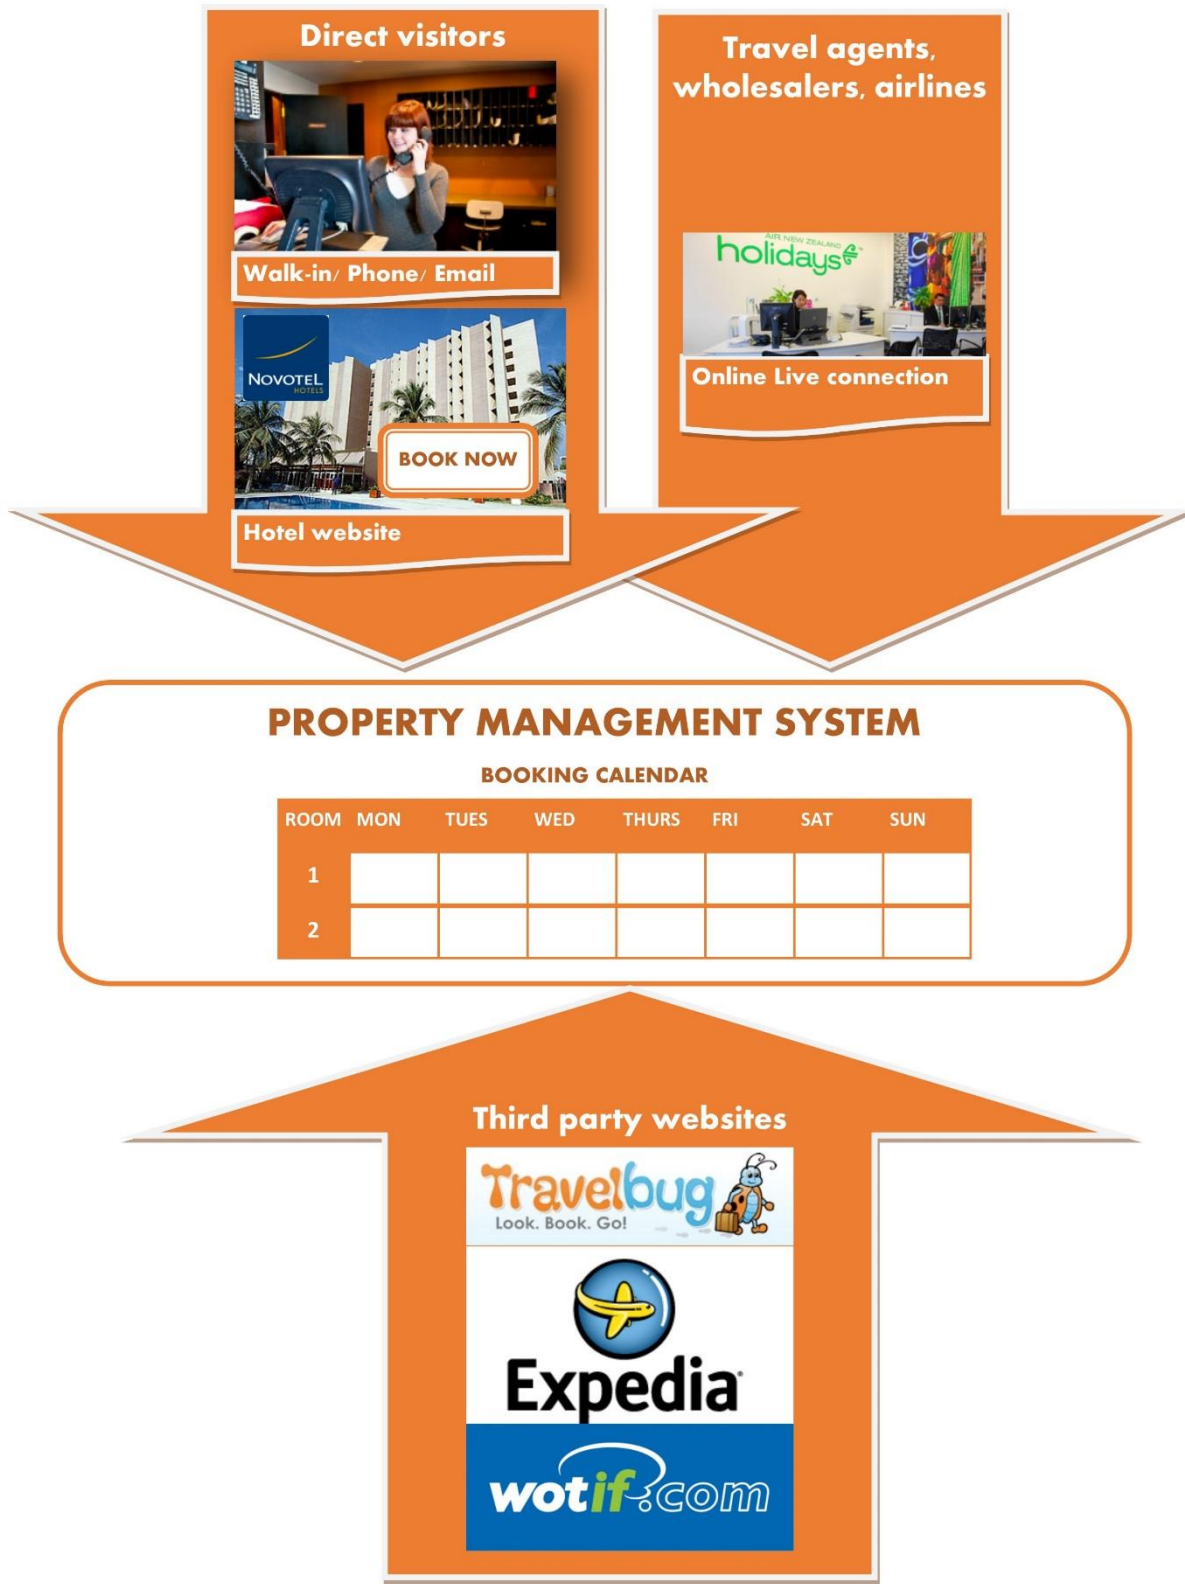 Direct visitors
Walk-in/ Phone/ Email
NOVOTEL
HOTELS
BOOK NOW
Hotel website
Travel agents,
wholesalers, airlines
AIR NEW ZEALAND
holidays
Online Live connection
PROPERTY MANAGEMENT SYSTEM
BOOKING CALENDAR
ROOM MON TUES WED THURS FRI SAT SUN
1
2
Third party websites
Travelbug
Look. Book. Go!
Expedia
wotif.com